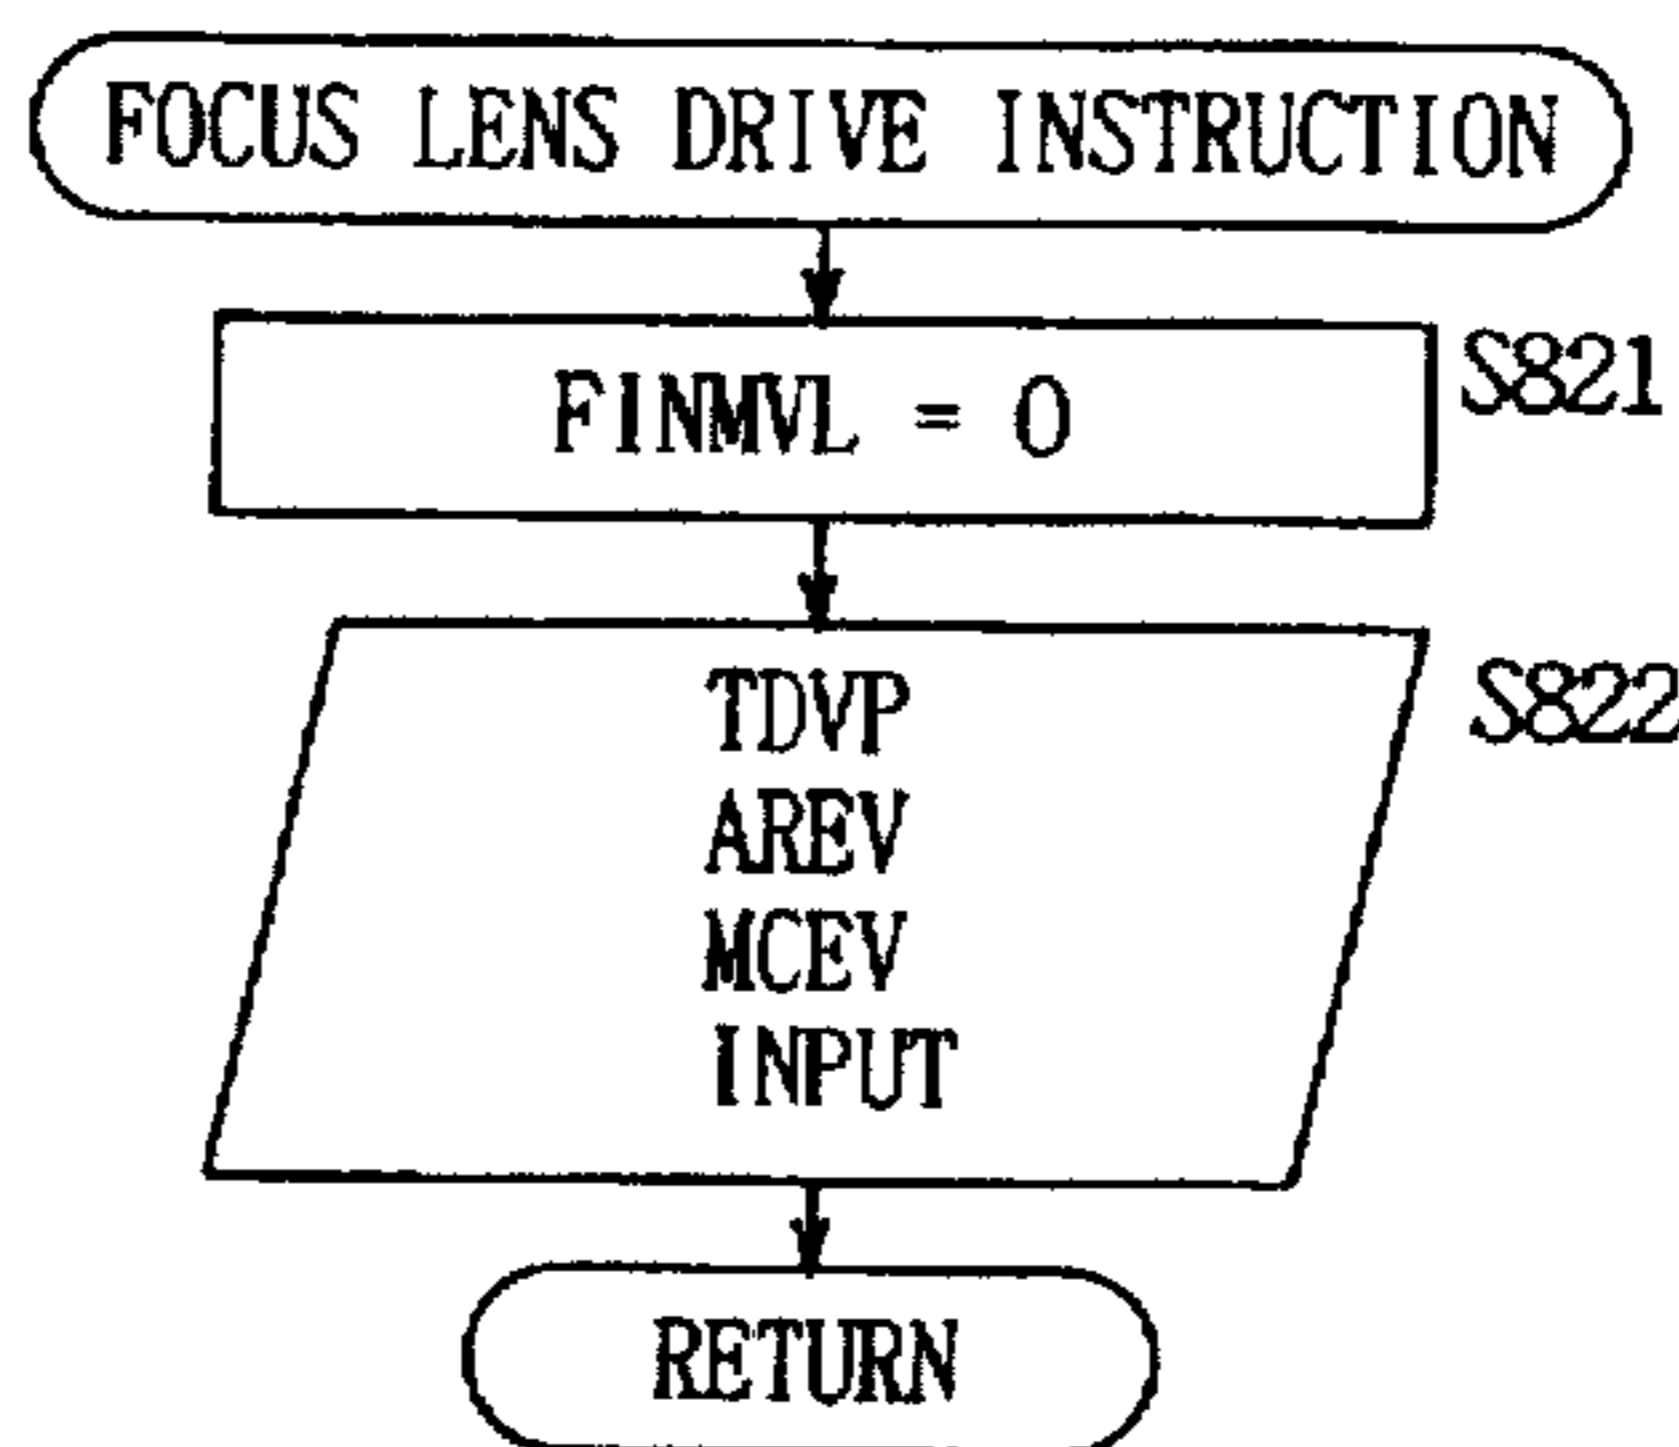 FOCUS LENS DRIVE INSTRUCTION
FINMVL = 0
S821
TDVP
S822
AREV
MCEV
INPUT
RETURN